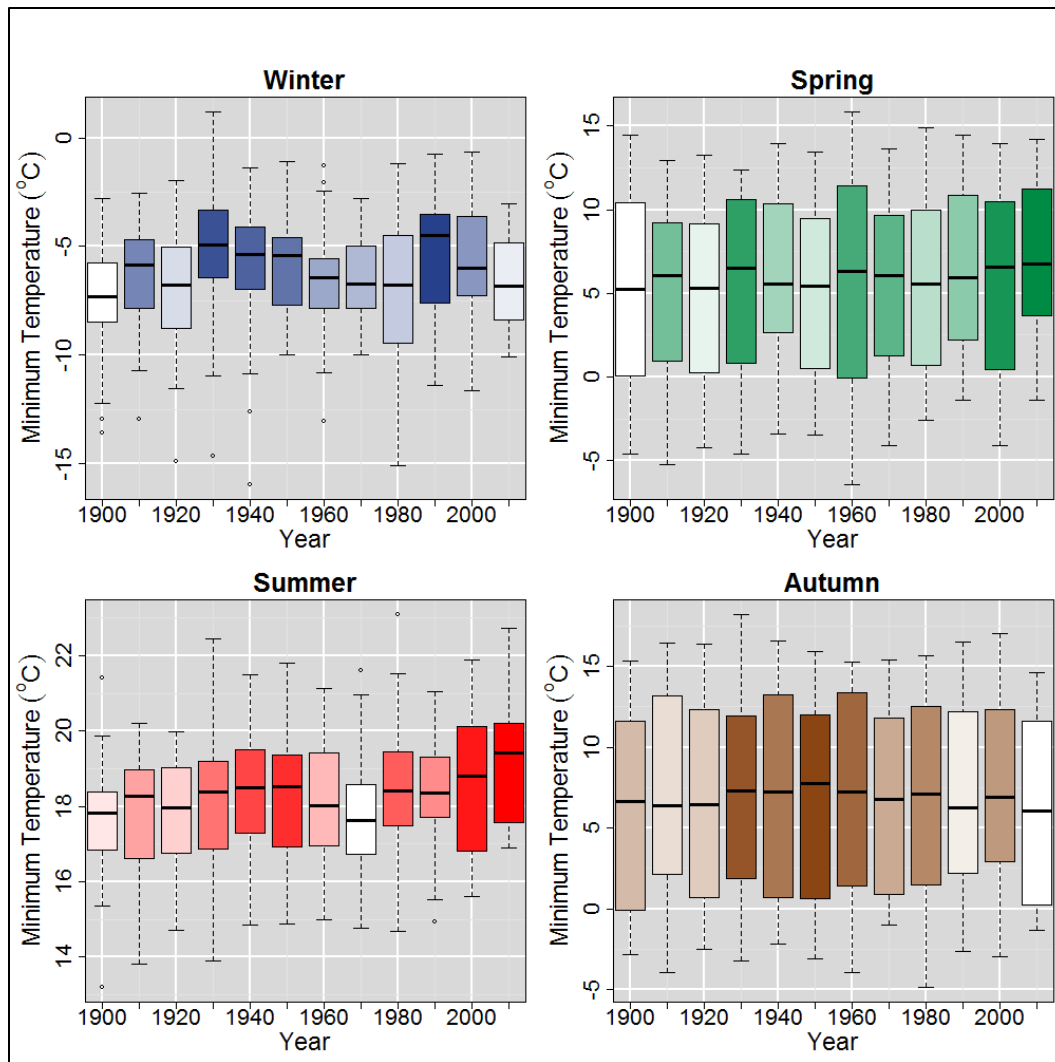 Winter
Minimum Temperature (°C)
0
-5
-10
-15
1900 1920 1940 1960 1980 2000
Year
Spring
Minimum Temperature (°C)
15
10
5
0
-5
1900 1920 1940 1960 1980 2000
Year
Summer
Minimum Temperature (°C)
22
20
18
16
14
1900 1920 1940 1960 1980 2000
Year
Autumn
Minimum Temperature (°C)
15
10
5
0
-5
1900 1920 1940 1960 1980 2000
Year